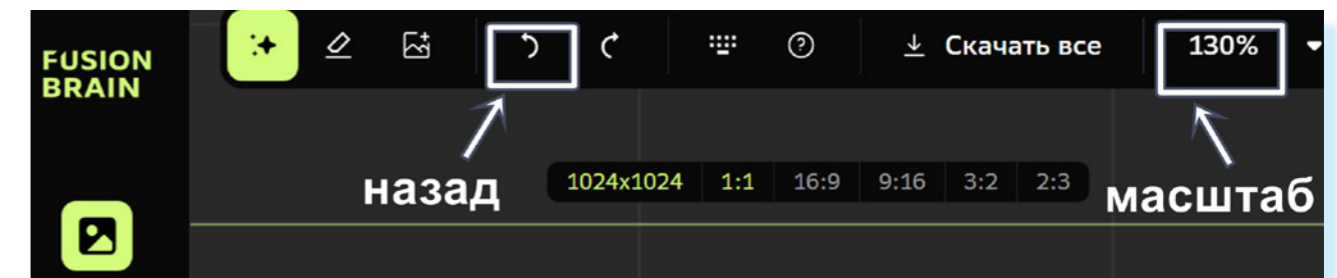 FUSION
BRAIN
Скачать все
130%
назад
1024x1024 1:1 16:9 9:16 3:2 2:3
масштаб